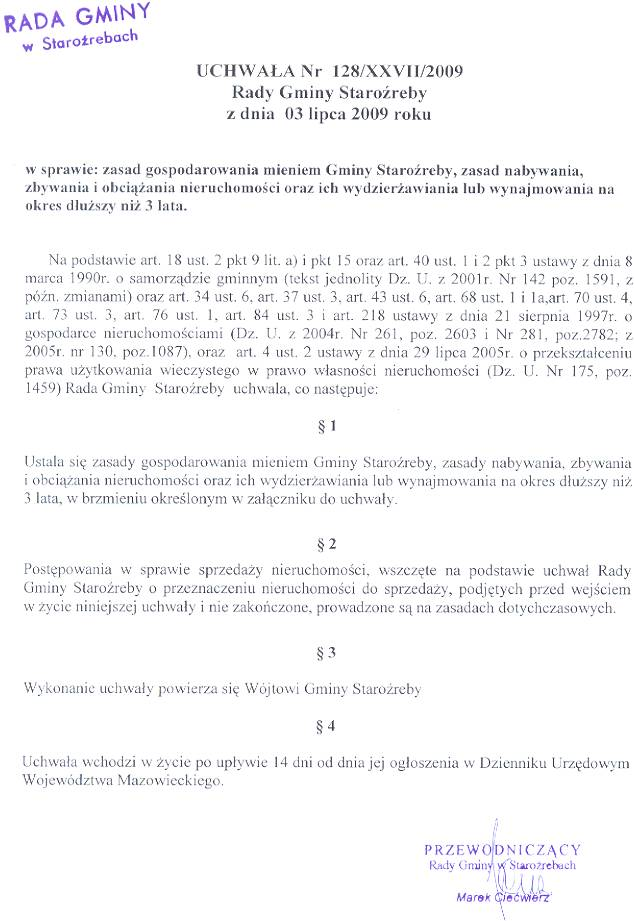 RADA GMINY
w Staroźrebach
UCHWAŁA Nr 128/XXVII/2009
Rady Gminy Staroźreby
z dnia 03 lipca 2009 roku
w sprawie: zasad gospodarowania mieniem Gminy Staroźreby, zasad nabywania,
zbywania i obciążania nieruchomości oraz ich wydzierżawiania lub wynajmowania na
okres dłuższy niż 3 lata.
Na podstawie art. 18 ust. 2 pkt 9 lit. a) i pkt 15 oraz art. 40 ust. 1 i 2 pkt 3 ustawy z dnia 8
marca 1990r. o samorządzie gminnym (tekst jednolity Dz. U. z 2001r. Nr 142 poz. 1591, z
późn. zmianami) oraz art. 34 ust. 6, art. 37 ust. 3, art. 43 ust. 6, art. 68 ust. 1 i 1a,art. 70 ust. 4,
art. 73 ust. 3, art. 76 ust. 1, art. 84 ust. 3 i art. 218 ustawy z dnia 21 sierpnia 1997r. o
gospodarce nieruchomościami (Dz. U. z 2004r. Nr 261, poz. 2603 i Nr 281, poz.2782; z
2005r. nr 130, poz.1087), oraz art. 4 ust. 2 ustawy z dnia 29 lipca 2005r. o przekształceniu
prawa użytkowania wieczystego w prawo własności nieruchomości (Dz. U. Nr 175, poz.
1459) Rada Gminy Staroźreby uchwala, co następuje:
§ 1
Ustala się zasady gospodarowania mieniem Gminy Staroźreby, zasady nabywania, zbywania
i obciążania nieruchomości oraz ich wydzierżawiania lub wynajmowania na okres dłuższy niż
3 lata, w brzmieniu określonym w załączniku do uchwały.
§ 2
Postępowania w sprawie sprzedaży nieruchomości, wszczęte na podstawie uchwał Rady
Gminy Staroźreby o przeznaczeniu nieruchomości do sprzedaży, podjętych przed wejściem
w życie niniejszej uchwały i nie zakończone, prowadzone są na zasadach dotychczasowych.
§ 3
Wykonanie uchwały powierza się Wójtowi Gminy Staroźreby
§ 4
Uchwała wchodzi w życie po upływie 14 dni od dnia jej ogłoszenia w Dzienniku Urzędowym
Województwa Mazowieckiego.
PRZEWODNICZĄCY
Rady Gminy w Staroźrebach
Marek Ciećwierz